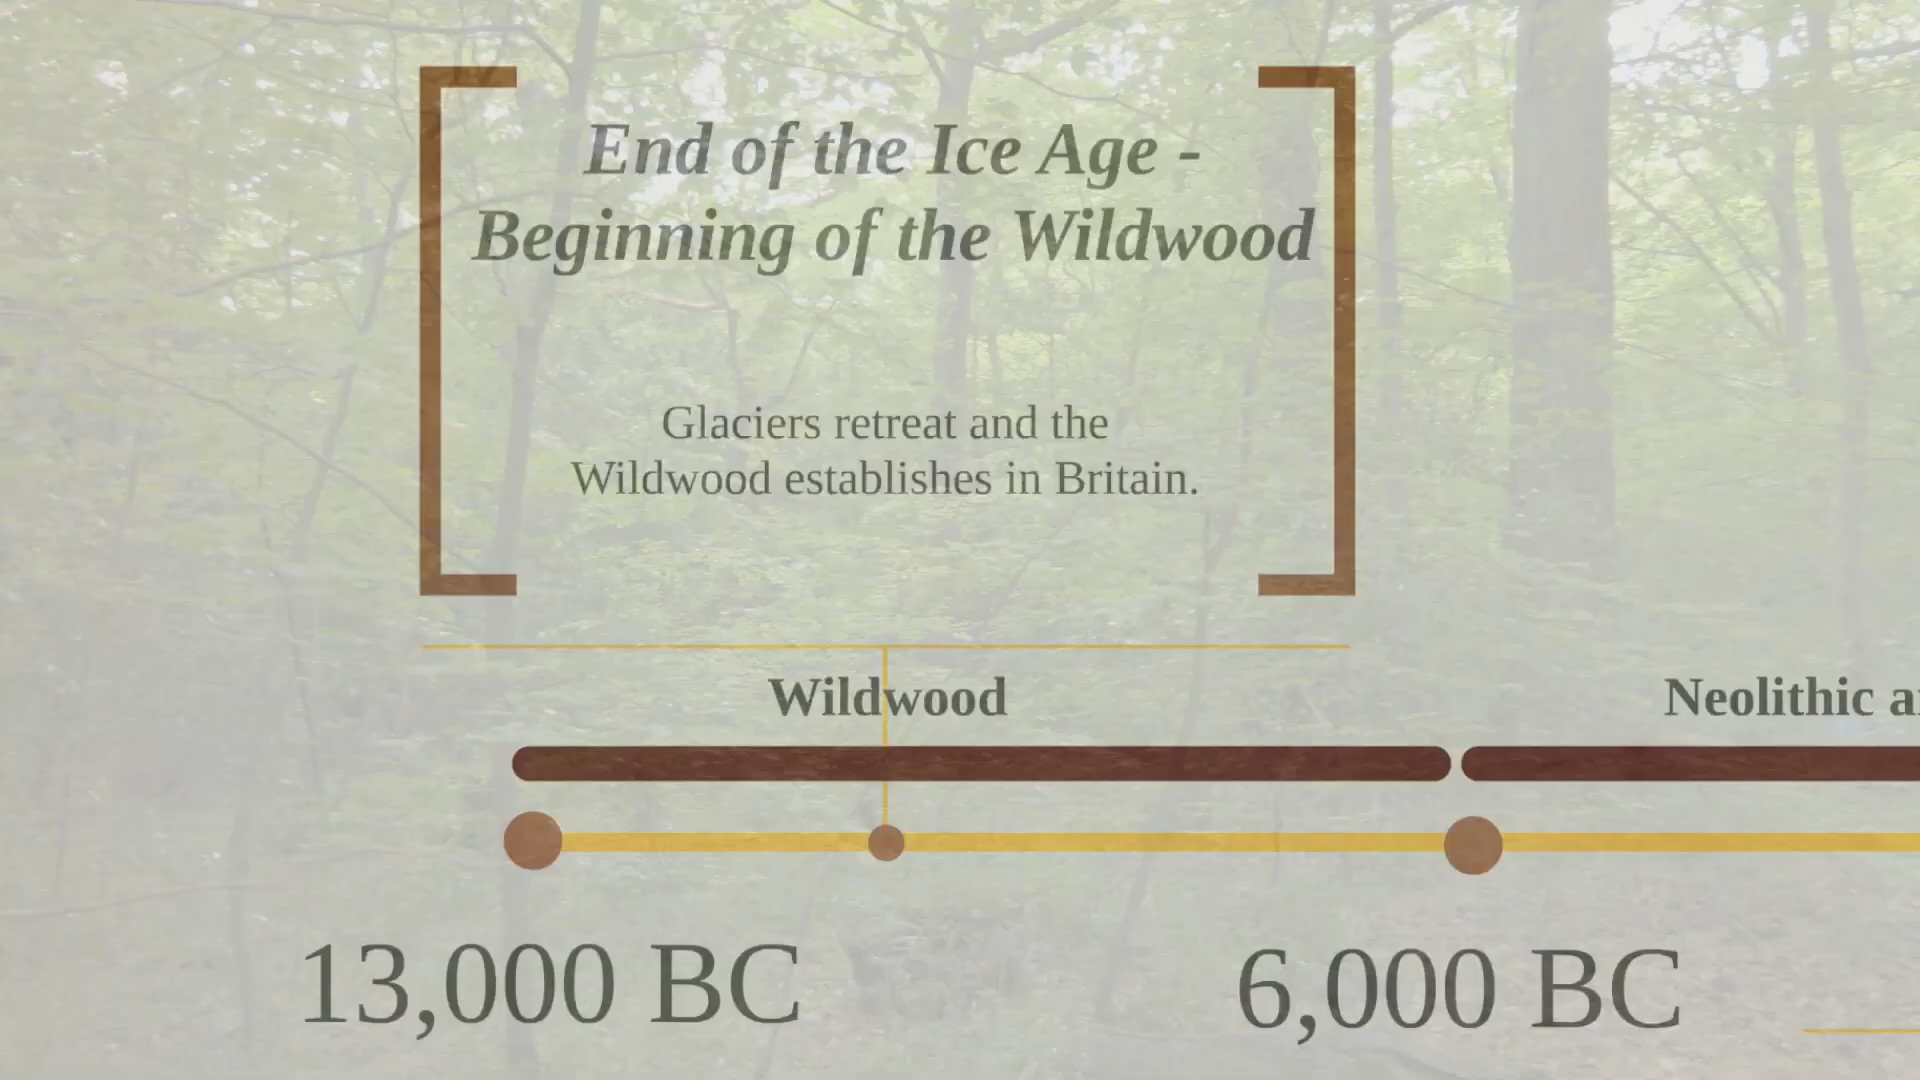 End of the Ice Age -
Beginning of the Wildwood
Glaciers retreat and the
Wildwood establishes in Britain.
Wildwood
Neolithic
13,000 BC
6,000 BC